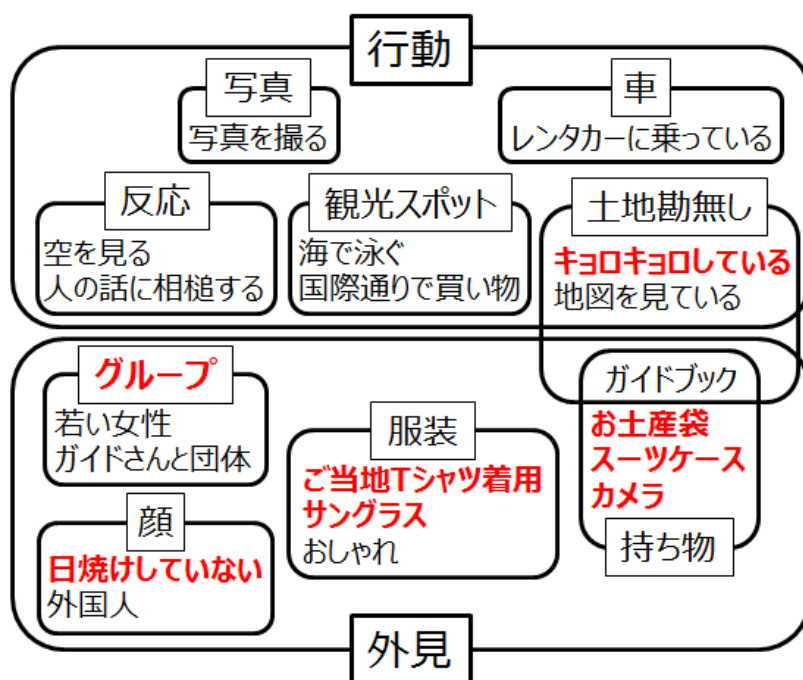 行動
写真
写真を撮る
車
レンタカーに乗っている
反応
空を見る
人の話に相槌する
観光スポット
海で泳ぐ
国際通りで買い物
土地勘無し
キョロキョロしている
地図を見ている
グループ
若い女性
ガイドさんと団体
服装
ご当地Tシャツ着用
サングラス
おしゃれ
ガイドブック
お土産袋
スーツケース
カメラ
持ち物
顔
日焼けしていない
外国人
外見